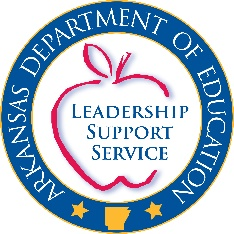 ARKANSAS DEPARTMENT OF EDUCATION
LEADERSHIP
SUPPORT
SERVICE